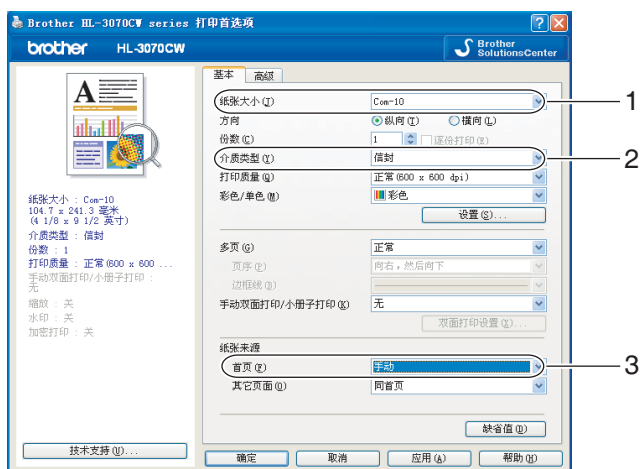 Brother HL-3070CW series 打印首选项
brother HL-3070CW
Brother
SolutionsCenter
基本 高级
纸张大小(J) Com-10 1
方向 纵向(T) 横向(L)
份数(C) 1 逐份打印(E)
介质类型(Y) 信封 2
打印质量(Q) 正常(600 x 600 dpi)
彩色/单色(M) 彩色
设置(S)...
多页(G) 正常
页序(P) 向右,然后向下
边框线(B)
手动双面打印/小册子打印(K) 无
双面打印设置(X)...
纸张来源
首页(F) 手动 3
其它页面(O) 同首页
缺省值(D)
A
纸张大小 : Com-10
104.7 x 241.3 毫米
(4 1/8 x 9 1/2 英寸)
介质类型 : 信封
份数 : 1
打印质量 : 正常(600 x 600 ...
手动双面打印/小册子打印 :
无
缩放 : 关
水印 : 关
加密打印 : 关
技术支持(U)...
确定 取消 应用(A) 帮助(H)